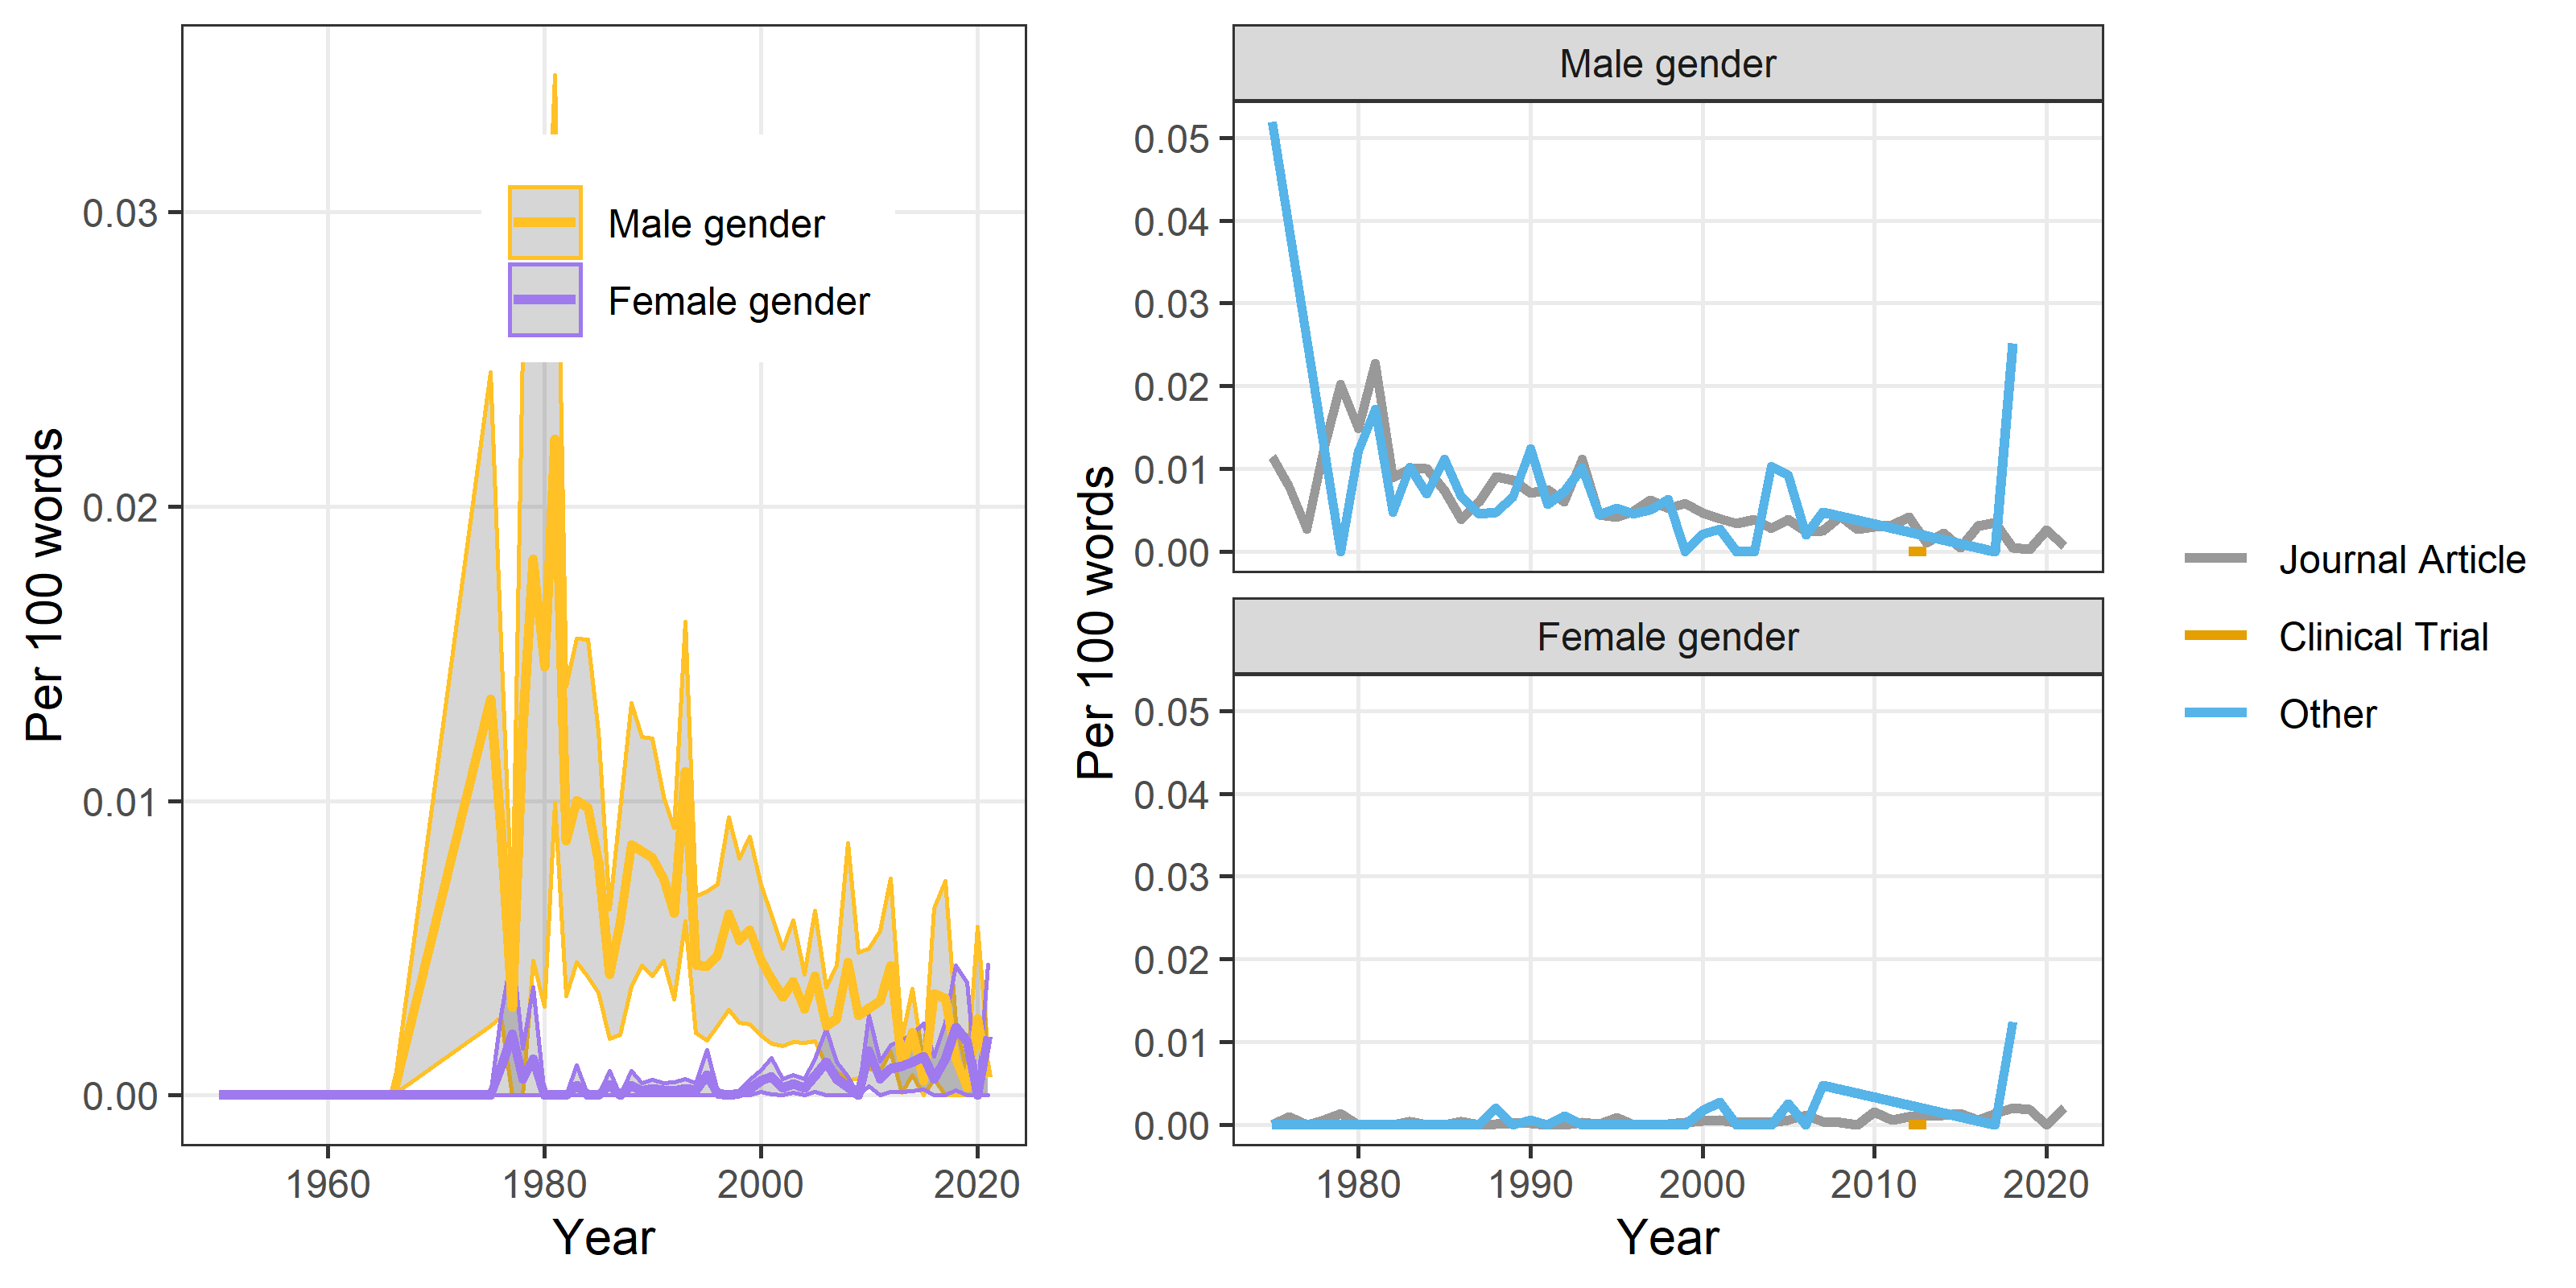 Per 100 words
0.03
0.02
0.01
0.00
Male gender
Female gender
1960 1980 2000 2020
Year
Per 100 words
Male gender
0.05
0.04
0.03
0.02
0.01
0.00
Female gender
0.05
0.04
0.03
0.02
0.01
0.00
1980 1990 2000 2010 2020
Year
Journal Article
Clinical Trial
Other